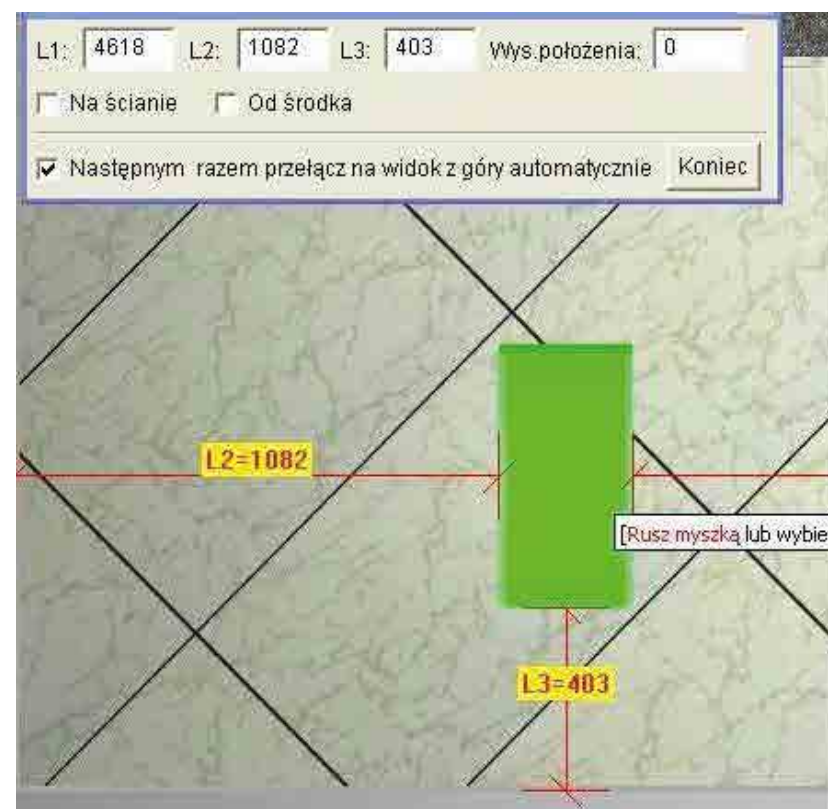 L1: 4618 L2: 1082 L3: 403 Wys.położenia: 0
Na ścianie Od środka
Następnym razem przełącz na widok z góry automatycznie Koniec
L2=1082
[Rusz myszką lub wybie
L3=403